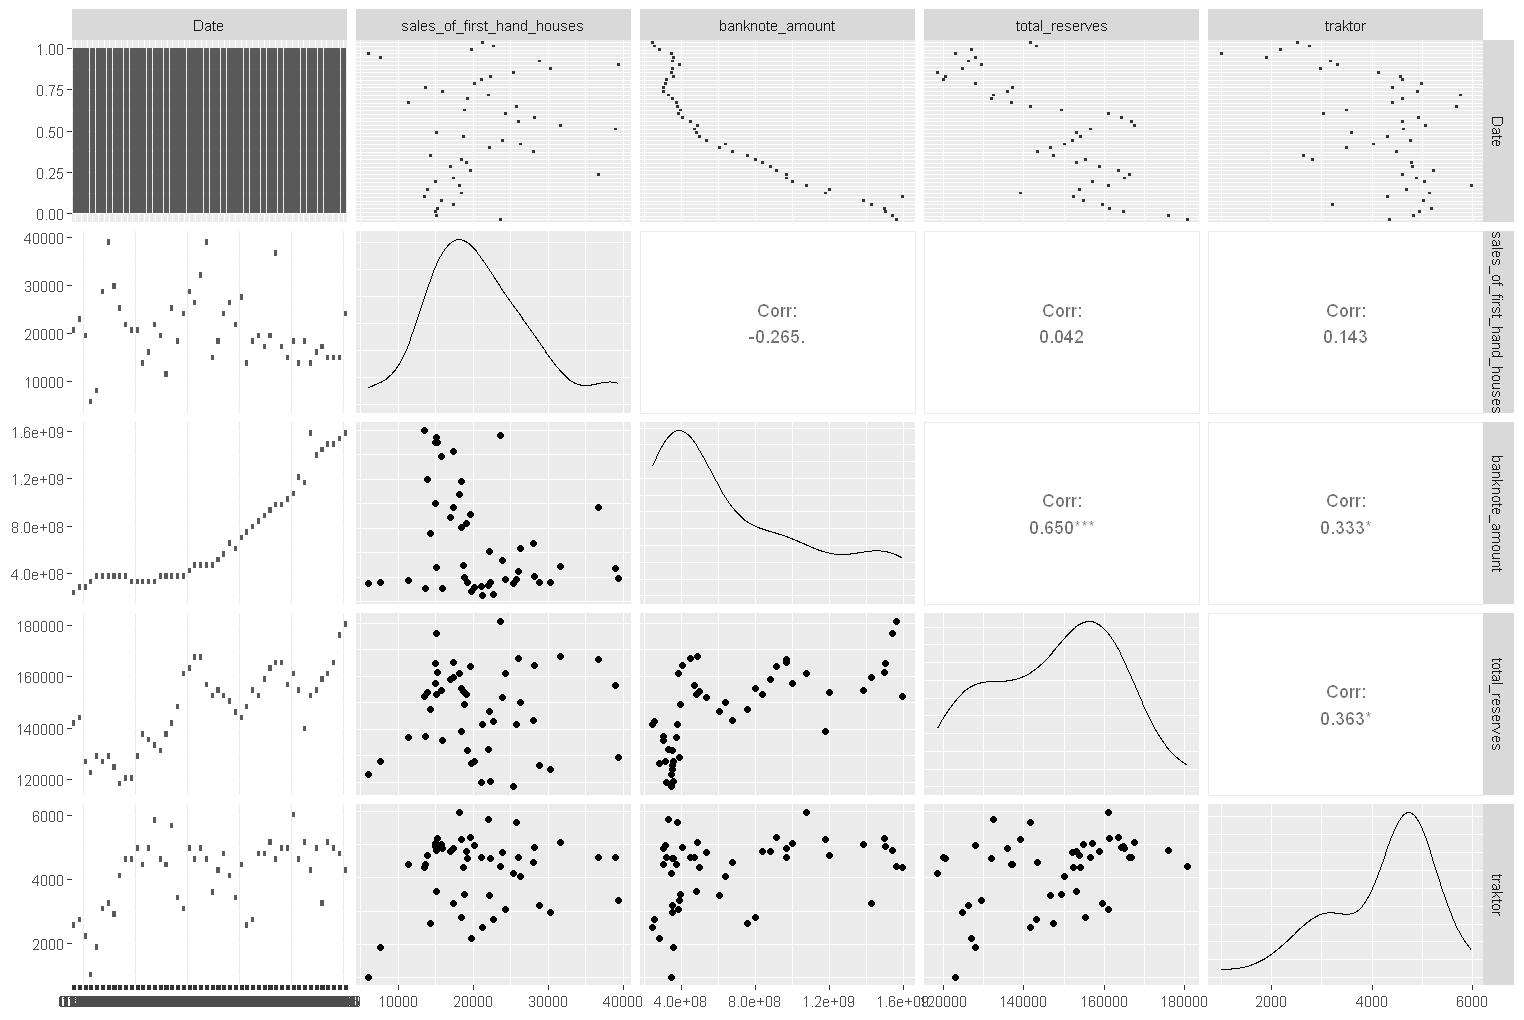 Date
sales_of_first_hand_houses
banknote_amount
total_reserves
traktor
1.00
0.75
0.50
0.25
0.00
Date
40000
30000
20000
10000
Corr:
-0.265.
Corr:
0.042
Corr:
0.143
sales_of_first_hand_houses
1.6e+09
1.2e+09
8.0e+08
4.0e+08
Corr:
0.650***
Corr:
0.333*
banknote_amount
180000
160000
140000
120000
Corr:
0.363*
total_reserves
6000
4000
2000
traktor
10000
20000
30000
40000
4.0e+08
8.0e+08
1.2e+09
1.6e+09
120000
140000
160000
180000
2000
4000
6000